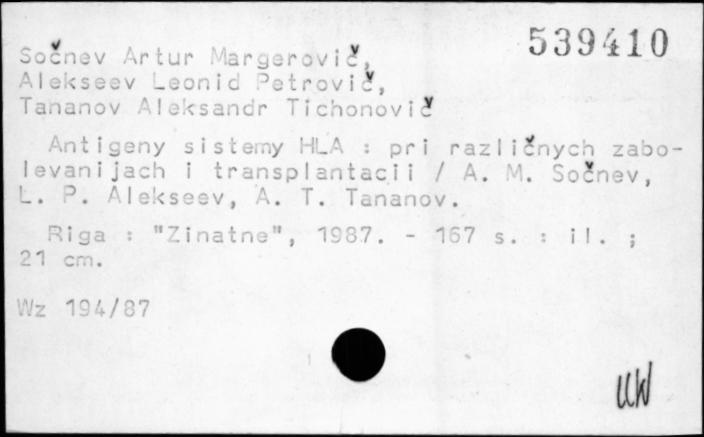 539410
Sočnev Artur Margerovič,
Alekseev Leonid Petrovič,
Tananov Aleksandr Tichonovič
Antigeny sistemy HLA : pri različnych zabo-
levanijach i transplantacii / A. M. Sočnev,
L. P. Alekseev, A. T. Tananov.
Riga : "Zinatne", 1987. - 167 s. : il. ;
21 cm.
Wz 194/87
UW